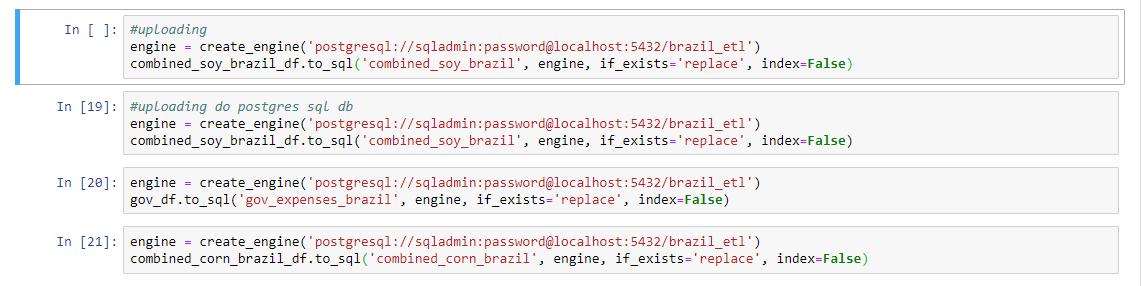 In [ ]: #uploading
engine = create_engine('postgresql://sqladmin:password@localhost:5432/brazil_etl')
combined_soy_brazil_df.to_sql('combined_soy_brazil', engine, if_exists='replace', index=False)
In [19]: #uploading do postgres sql db
engine = create_engine('postgresql://sqladmin:password@localhost:5432/brazil_etl')
combined_soy_brazil_df.to_sql('combined_soy_brazil', engine, if_exists='replace', index=False)
In [20]: engine = create_engine('postgresql://sqladmin:password@localhost:5432/brazil_etl')
gov_df.to_sql('gov_expenses_brazil', engine, if_exists='replace', index=False)
In [21]: engine = create_engine('postgresql://sqladmin:password@localhost:5432/brazil_etl')
combined_corn_brazil_df.to_sql('combined_corn_brazil', engine, if_exists='replace', index=False)